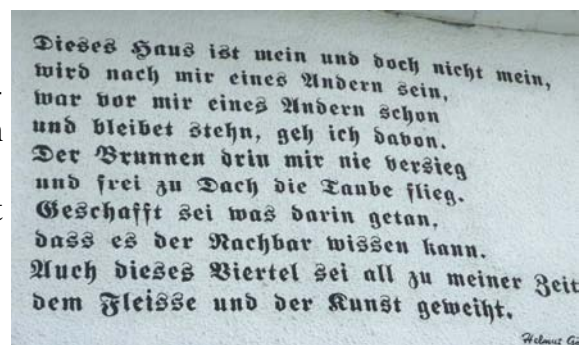 Dieses Haus ist mein und doch nicht mein,
wird nach mir eines Andern sein,
war vor mir eines Andern schon
und bleibet stehn, geh ich davon.
Der Brunnen drin mir nie versieg
und frei zu Dach die Taube flieg.
Geschafft sei was darin getan,
dass es der Nachbar wissen kann.
Auch dieses Viertel sei all zu meiner Zeit
dem Fleisse und der Kunst geweiht.
Helmut